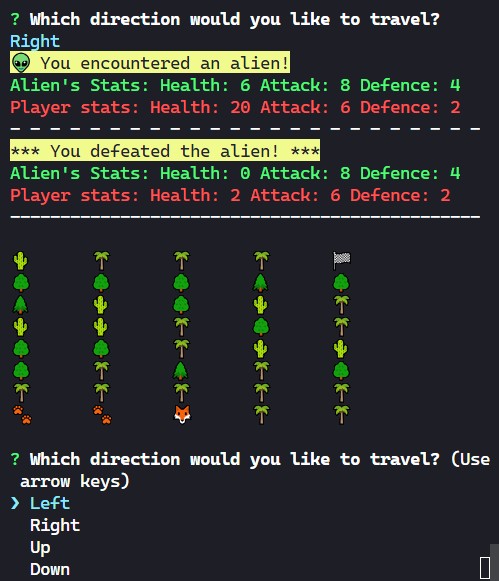 ? Which direction would you like to travel?
Right
You encountered an alien!
Alien's Stats: Health: 6 Attack: 8 Defence: 4
Player stats: Health: 20 Attack: 6 Defence: 2
- - - - - - - - - - - - - - - - - - - - - - - -
*** You defeated the alien! ***
Alien's Stats: Health: 0 Attack: 8 Defence: 4
Player stats: Health: 2 Attack: 6 Defence: 2
-----------------------------------------------
? Which direction would you like to travel? (Use
arrow keys)
❯ Left
Right
Up
Down